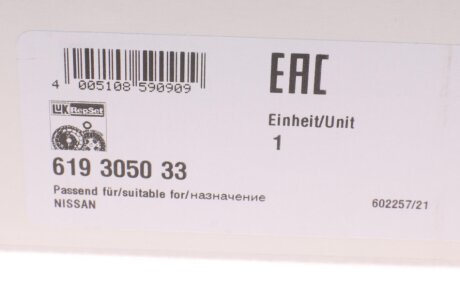 4 005108 590909
EAC
LuK RepSet
Einheit/Unit
1
619 3050 33
Passend für/suitable for/назначение
NISSAN
602257/21